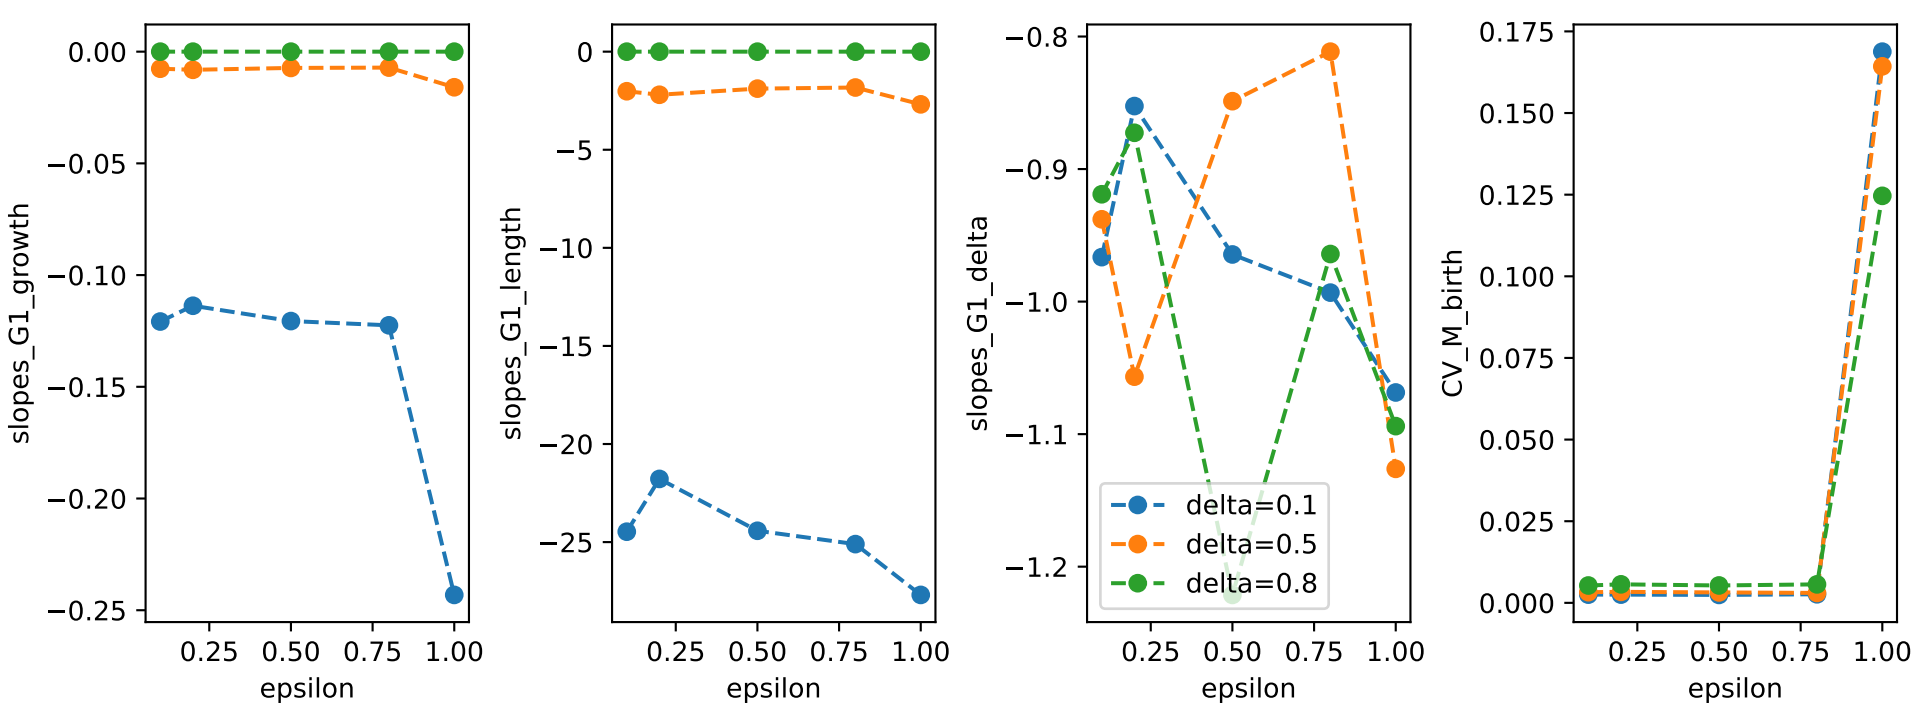 0.00
−0.05
−0.10
−0.15
−0.20
−0.25
slopes_G1_growth
0.25 0.50 0.75 1.00
epsilon
0
−5
−10
−15
−20
−25
slopes_G1_length
0.25 0.50 0.75 1.00
epsilon
−0.8
−0.9
−1.0
−1.1
−1.2
slopes_G1_delta
delta=0.1
delta=0.5
delta=0.8
0.25 0.50 0.75 1.00
epsilon
0.175
0.150
0.125
0.100
0.075
0.050
0.025
0.000
CV_M_birth
0.25 0.50 0.75 1.00
epsilon